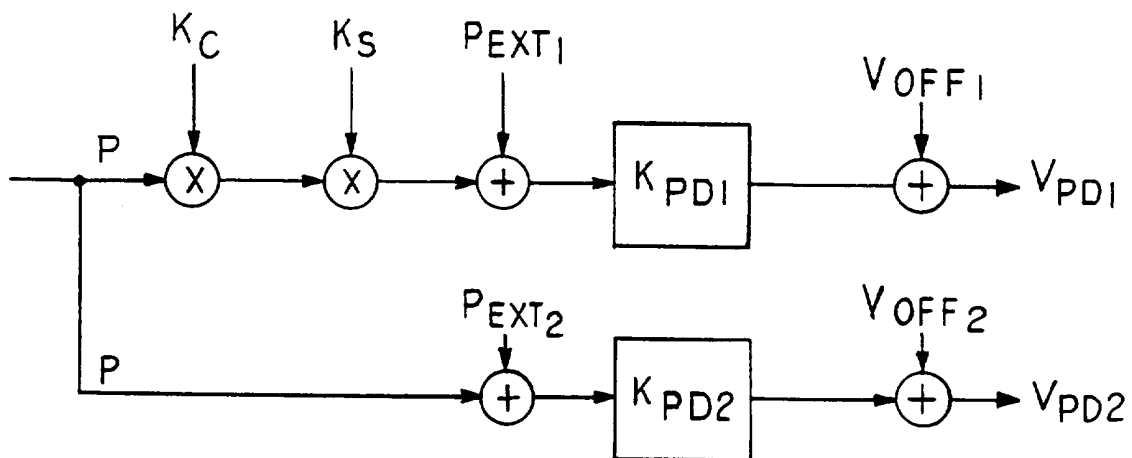 K_C K_S P_EXT1 V_OFF1
P X X + K_PD1 + V_PD1
P_EXT2 V_OFF2
P + K_PD2 + V_PD2